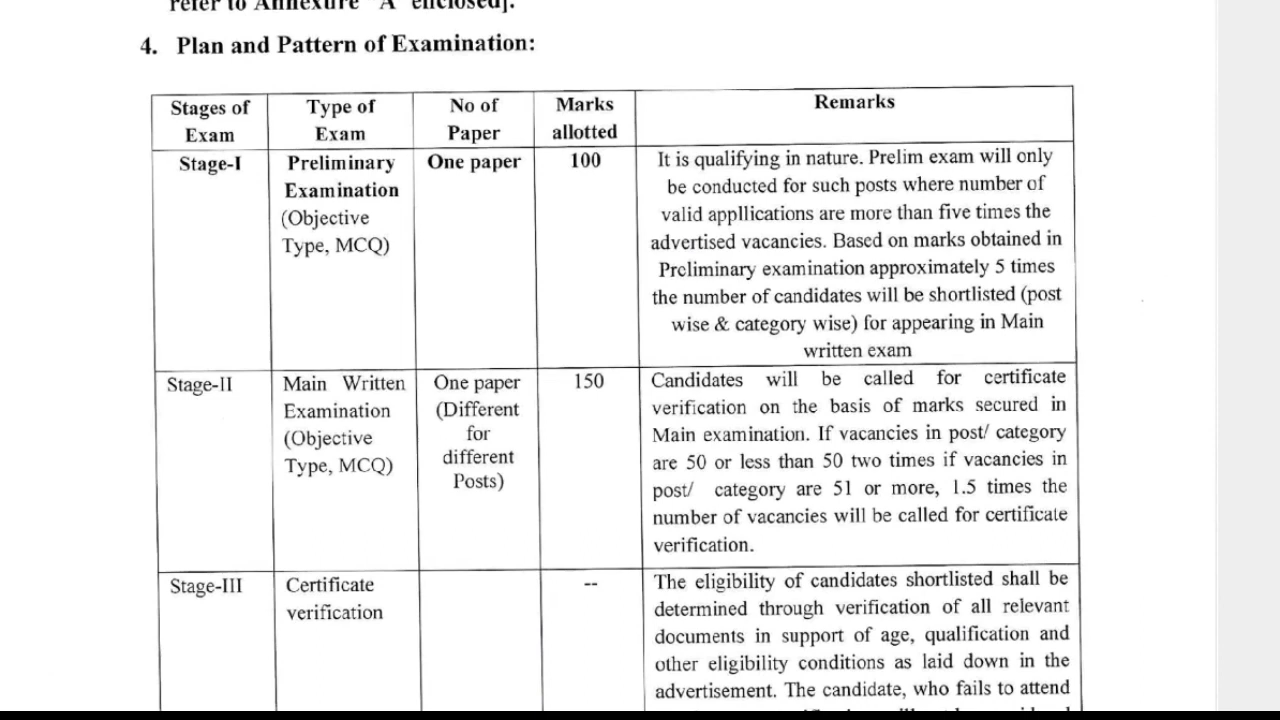 refer to Annexure "A" enclosed].
4. Plan and Pattern of Examination:
Stages of Exam
Type of Exam
No of Paper
Marks allotted
Remarks
Stage-I
Preliminary
Examination
(Objective
Type, MCQ)
One paper
100
It is qualifying in nature. Prelim exam will only
be conducted for such posts where number of
valid appllications are more than five times the
advertised vacancies. Based on marks obtained in
Preliminary examination approximately 5 times
the number of candidates will be shortlisted (post
wise & category wise) for appearing in Main
written exam
Stage-II
Main Written
Examination
(Objective
Type, MCQ)
One paper
(Different
for
different
Posts)
150
Candidates will be called for certificate
verification on the basis of marks secured in
Main examination. If vacancies in post/ category
are 50 or less than 50 two times if vacancies in
post/ category are 51 or more, 1.5 times the
number of vacancies will be called for certificate
verification.
Stage-III
Certificate
verification
--
The eligibility of candidates shortlisted shall be
determined through verification of all relevant
documents in support of age, qualification and
other eligibility conditions as laid down in the
advertisement. The candidate, who fails to attend